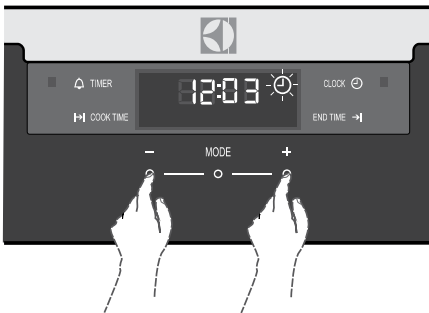 TIMER
12:03
CLOCK
COOK TIME
END TIME
- MODE +